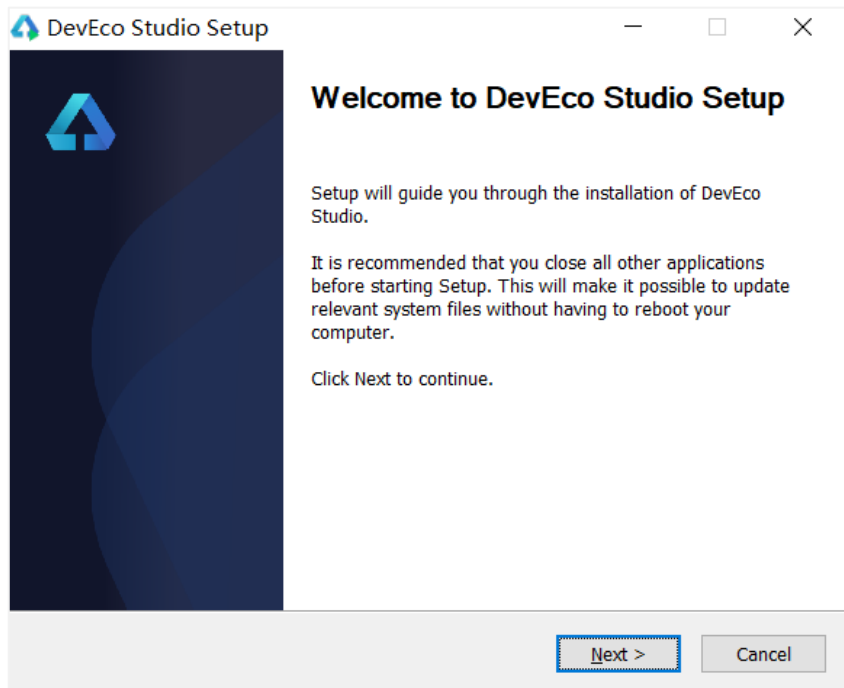 DevEco Studio Setup
Welcome to DevEco Studio Setup
Setup will guide you through the installation of DevEco
Studio.
It is recommended that you close all other applications
before starting Setup. This will make it possible to update
relevant system files without having to reboot your
computer.
Click Next to continue.
Next >
Cancel